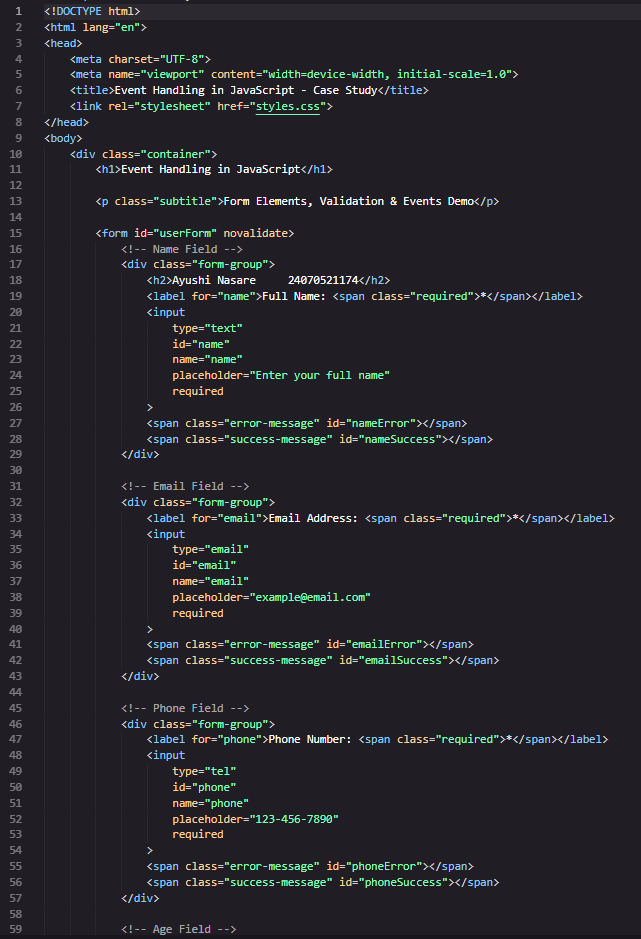 1 <!DOCTYPE html>
2 <html lang="en">
3 <head>
4     <meta charset="UTF-8">
5     <meta name="viewport" content="width=device-width, initial-scale=1.0">
6     <title>Event Handling in JavaScript - Case Study</title>
7     <link rel="stylesheet" href="styles.css">
8 </head>
9 <body>
10     <div class="container">
11         <h1>Event Handling in JavaScript</h1>
12
13         <p class="subtitle">Form Elements, Validation & Events Demo</p>
14
15         <form id="userForm" novalidate>
16             <!-- Name Field -->
17             <div class="form-group">
18                 <h2>Ayushi Nasare     24070521174</h2>
19                 <label for="name">Full Name: <span class="required">*</span></label>
20                 <input
21                     type="text"
22                     id="name"
23                     name="name"
24                     placeholder="Enter your full name"
25                     required
26                 >
27                 <span class="error-message" id="nameError"></span>
28                 <span class="success-message" id="nameSuccess"></span>
29             </div>
30
31             <!-- Email Field -->
32             <div class="form-group">
33                 <label for="email">Email Address: <span class="required">*</span></label>
34                 <input
35                     type="email"
36                     id="email"
37                     name="email"
38                     placeholder="example@email.com"
39                     required
40                 >
41                 <span class="error-message" id="emailError"></span>
42                 <span class="success-message" id="emailSuccess"></span>
43             </div>
44
45             <!-- Phone Field -->
46             <div class="form-group">
47                 <label for="phone">Phone Number: <span class="required">*</span></label>
48                 <input
49                     type="tel"
50                     id="phone"
51                     name="phone"
52                     placeholder="123-456-7890"
53                     required
54                 >
55                 <span class="error-message" id="phoneError"></span>
56                 <span class="success-message" id="phoneSuccess"></span>
57             </div>
58
59             <!-- Age Field -->